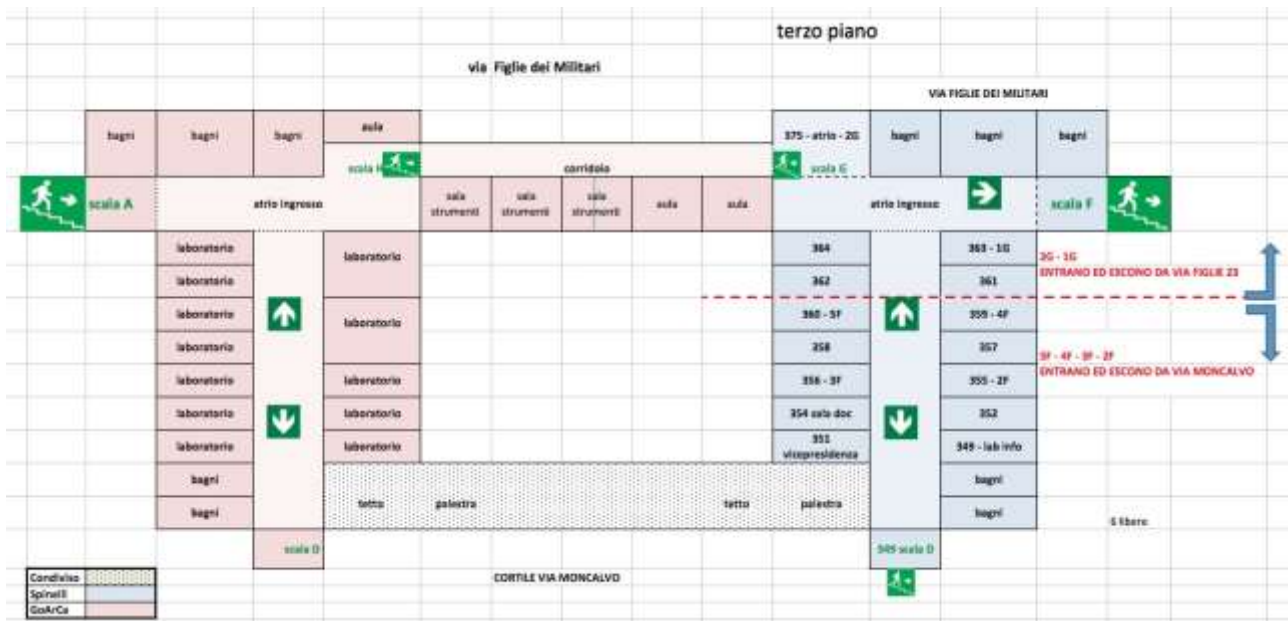 terzo piano
via Figlie dei Militari
VIA FIGLIE DEI MILITARI
bagni bagni bagni aula 375 - atrio - 2G bagni bagni bagni
scala H corridoio scala G
scala A atrio ingresso sala strumenti sala strumenti sala strumenti aula aula atrio ingresso scala F
laboratorio laboratorio 364 363 - 1G
2G - 1G
ENTRANO ED ESCONO DA VIA FIGLIE 23
laboratorio 362 361
laboratorio laboratorio 360 - 5F 359 - 4F
laboratorio 358 357
5F - 4F - 3F - 2F
ENTRANO ED ESCONO DA VIA MONCALVO
laboratorio laboratorio 356 - 3F 355 - 2F
laboratorio laboratorio 354 sala doc 352
laboratorio laboratorio 351 vicepresidenza 349 - lab info
bagni bagni
bagni tetto palestra tetto palestra bagni
6 libere
scala D 349 scala D
CORTILE VIA MONCALVO
Condiviso
Spinelli
GoArCa